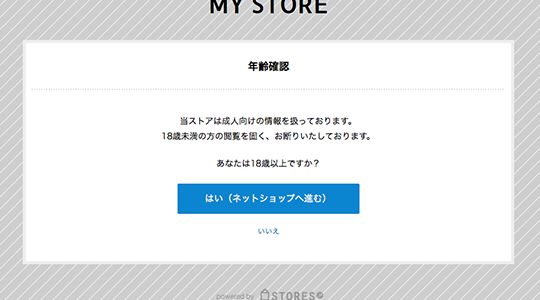 MY STORE
年齢確認
当ストアは成人向けの情報を扱っております。
18歳未満の方の閲覧を固く、お断りいたしております。
あなたは18歳以上ですか？
はい（ネットショップへ進む）
いいえ
powered by STORES